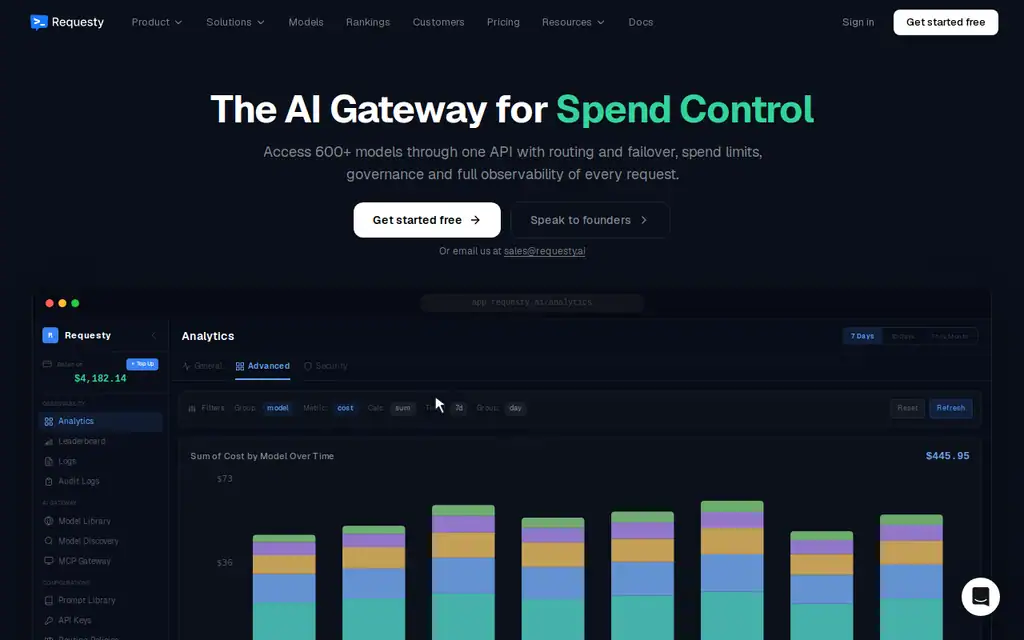 Requesty
Product
Solutions
Models
Rankings
Customers
Pricing
Resources
Docs
Sign in
Get started free
The AI Gateway for Spend Control
Access 600+ models through one API with routing and failover, spend limits,
governance and full observability of every request.
Get started free →
Speak to founders
Or email us at sales@requesty.ai
app.requesty.ai/analytics
R Requesty
Analytics
7 Days
+ Top Up
$4,182.14
General
Advanced
Security
Filters Group: model Metric: cost Calc: sum 7d Group: day
Reset
Refresh
Analytics
Leaderboard
Logs
Audit Logs
AI GATEWAY
Model Library
Model Discovery
MCP Gateway
CONFIGURATIONS
Prompt Library
API Keys
Routing Policies
Sum of Cost by Model Over Time
$445.95
$73
$36